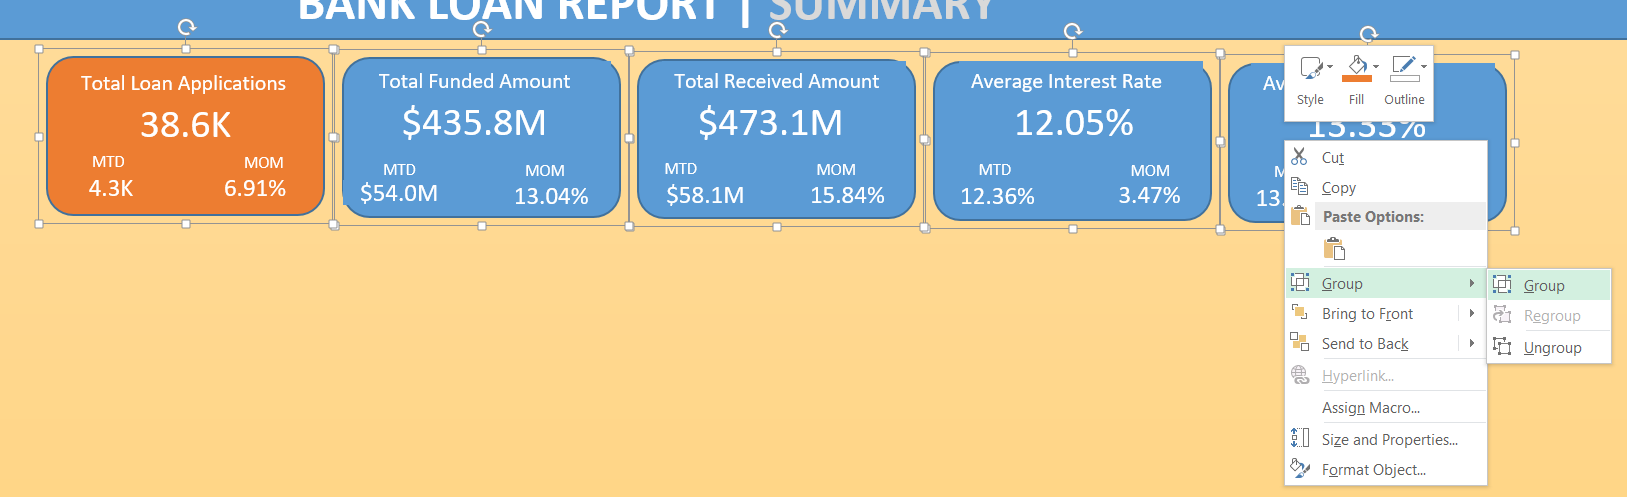 BANK LOAN REPORT | SUMMARY
Total Loan Applications
38.6K
MTD MOM
4.3K 6.91%
Total Funded Amount
$435.8M
MTD MOM
$54.0M 13.04%
Total Received Amount
$473.1M
MTD MOM
$58.1M 15.84%
Average Interest Rate
12.05%
MTD MOM
12.36% 3.47%
13.33%
Style Fill Outline
Cut
Copy
Paste Options:
Group
Bring to Front
Send to Back
Hyperlink...
Assign Macro...
Size and Properties...
Format Object...
Group
Regroup
Ungroup